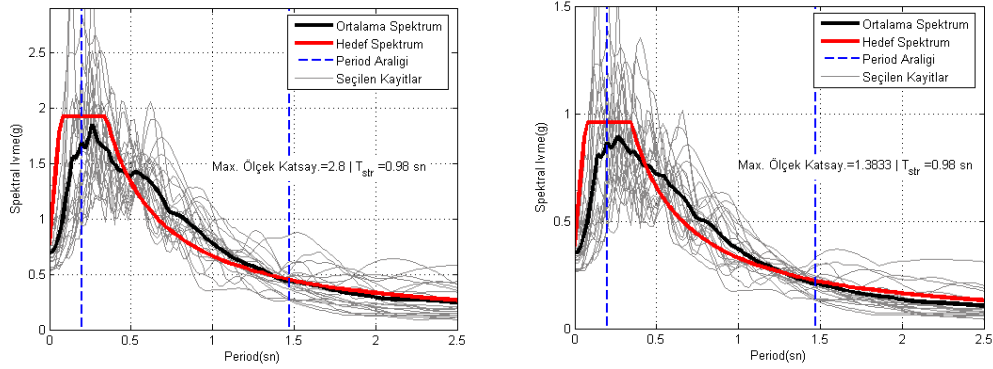 Ortalama Spektrum
Hedef Spektrum
Period Araligi
Seçilen Kayitlar
Max. Ölçek Katsay.=2.8 | T_str =0.98 sn
Spektral Ivme(g)
2.5
2
1.5
1
0.5
0
0
0.5
1
1.5
2
2.5
Period(sn)
Ortalama Spektrum
Hedef Spektrum
Period Araligi
Seçilen Kayitlar
Max. Ölçek Katsay.=1.3833 | T_str =0.98 sn
Spektral Ivme(g)
1.5
1
0.5
0
0
0.5
1
1.5
2
2.5
Period(sn)